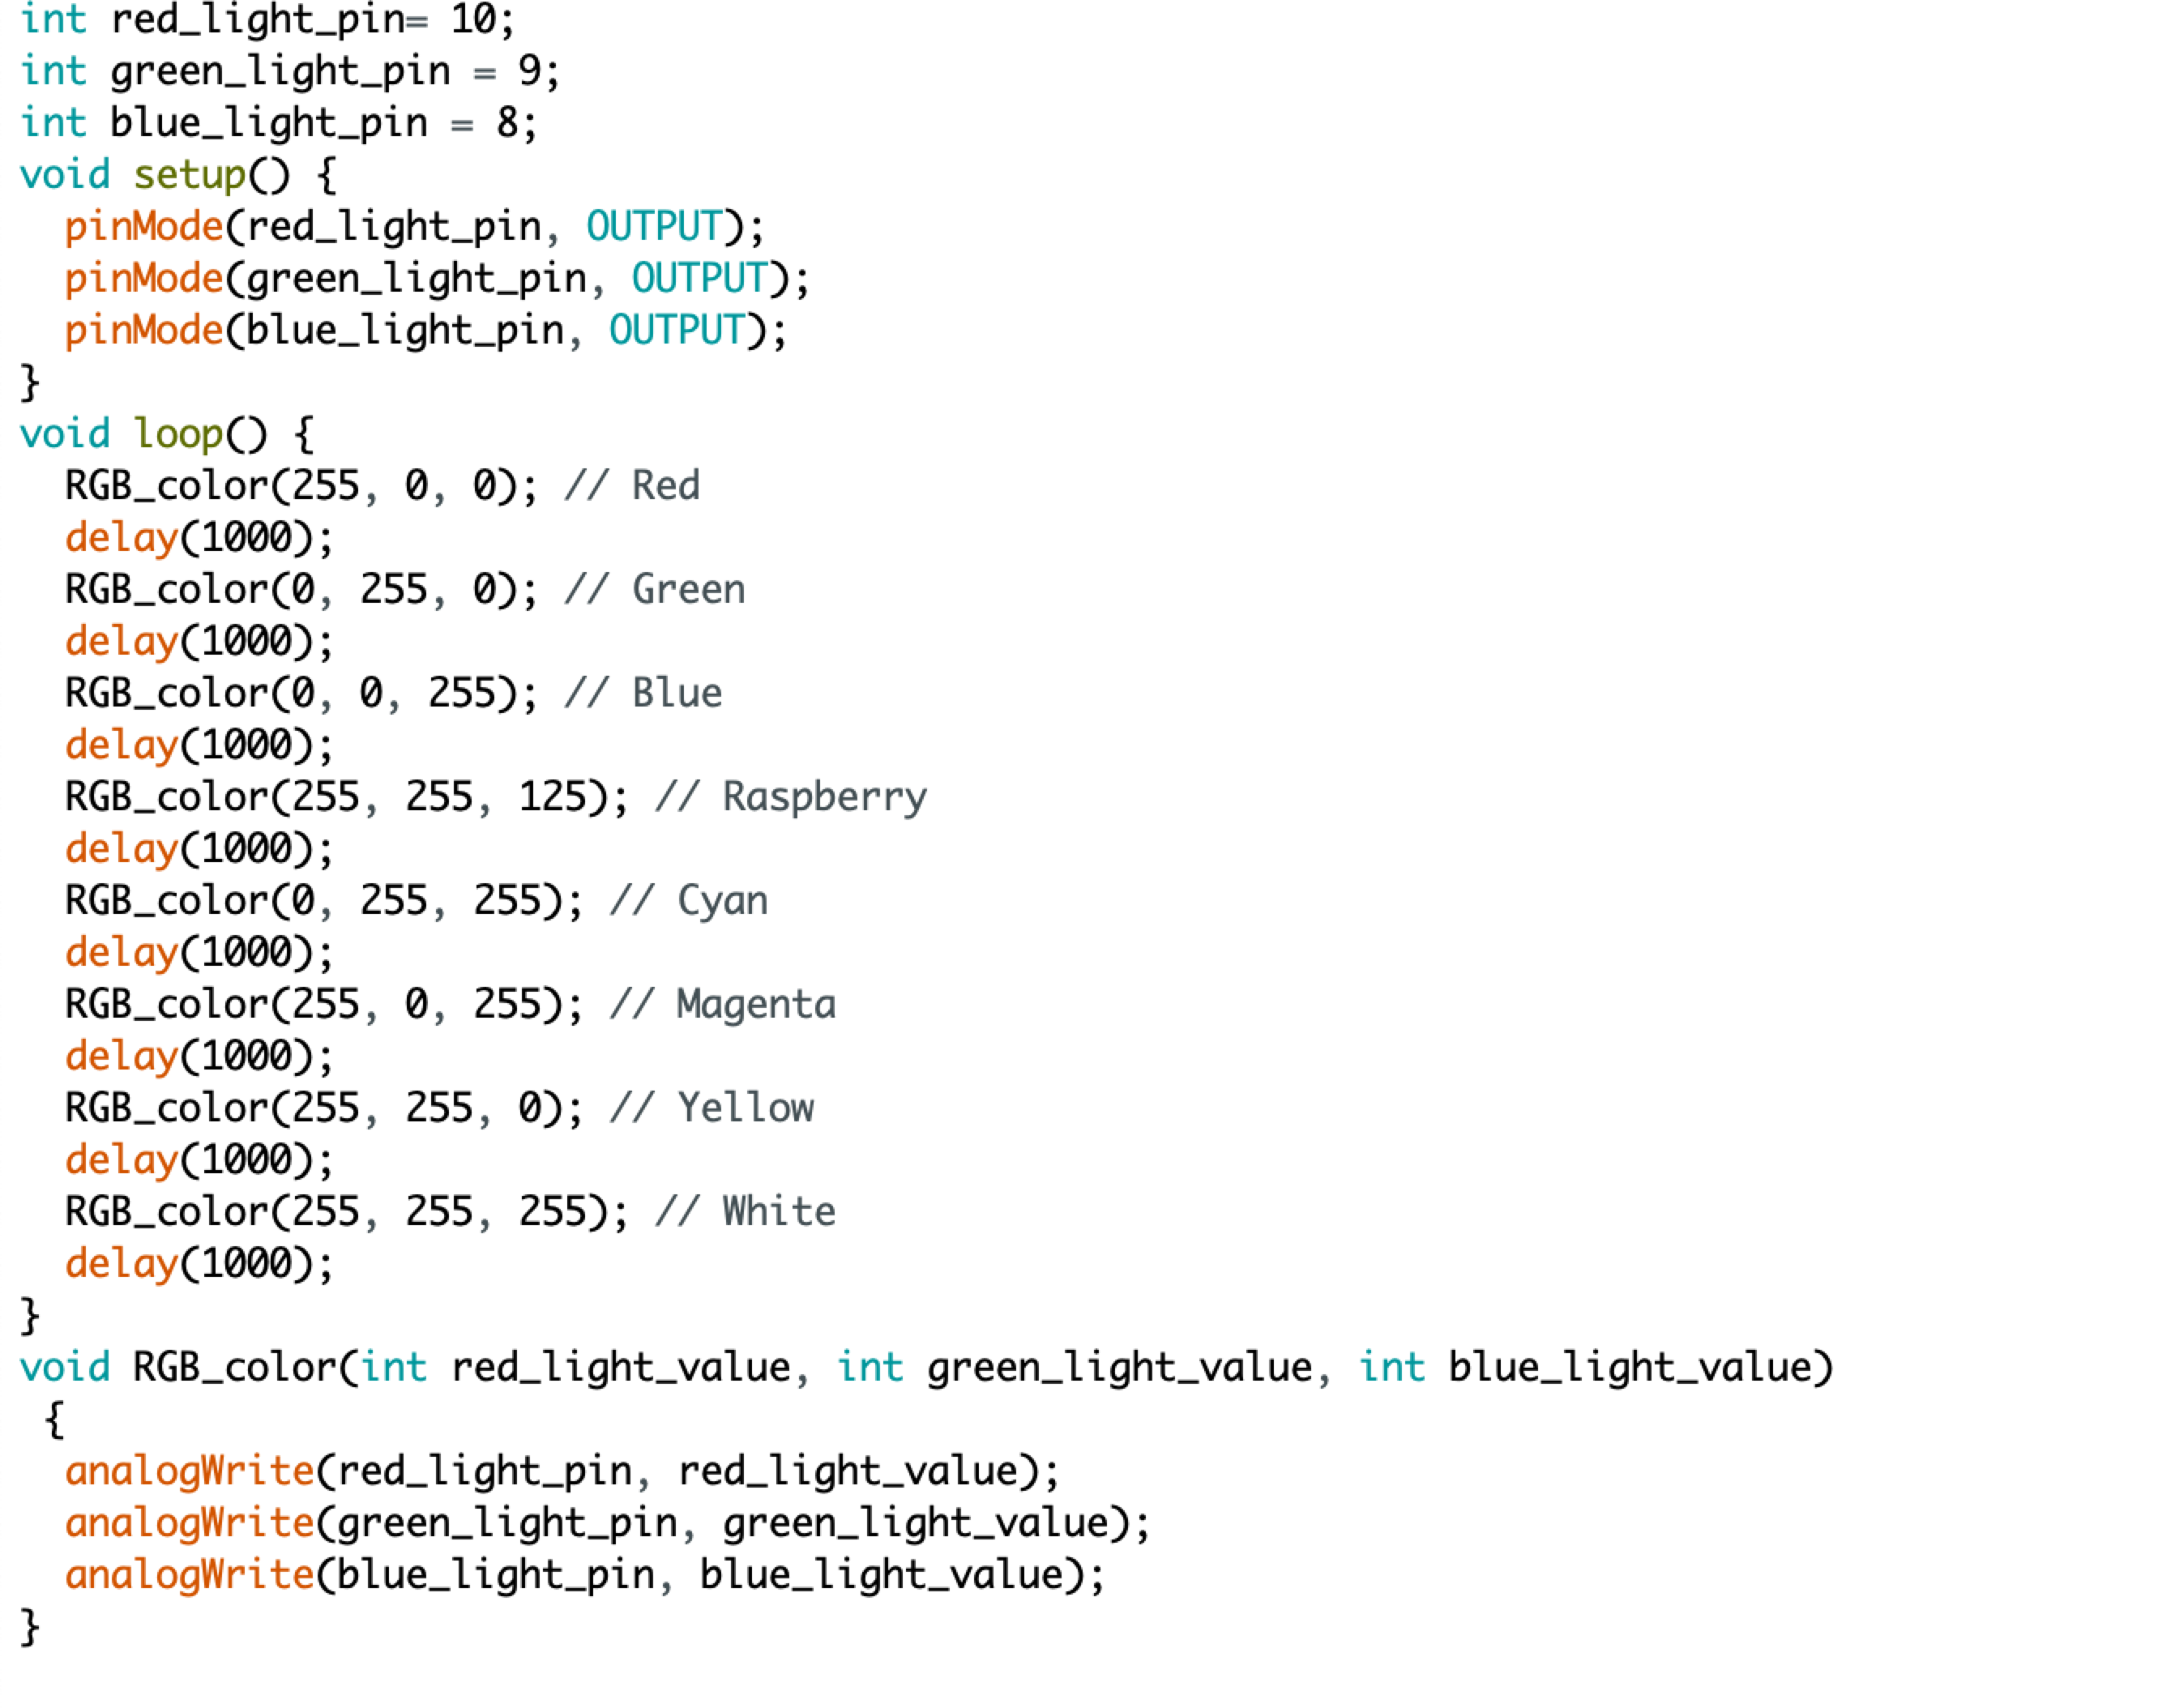 int red_light_pin= 10;
int green_light_pin = 9;
int blue_light_pin = 8;
void setup() {
  pinMode(red_light_pin, OUTPUT);
  pinMode(green_light_pin, OUTPUT);
  pinMode(blue_light_pin, OUTPUT);
}
void loop() {
  RGB_color(255, 0, 0); // Red
  delay(1000);
  RGB_color(0, 255, 0); // Green
  delay(1000);
  RGB_color(0, 0, 255); // Blue
  delay(1000);
  RGB_color(255, 255, 125); // Raspberry
  delay(1000);
  RGB_color(0, 255, 255); // Cyan
  delay(1000);
  RGB_color(255, 0, 255); // Magenta
  delay(1000);
  RGB_color(255, 255, 0); // Yellow
  delay(1000);
  RGB_color(255, 255, 255); // White
  delay(1000);
}
void RGB_color(int red_light_value, int green_light_value, int blue_light_value)
 {
  analogWrite(red_light_pin, red_light_value);
  analogWrite(green_light_pin, green_light_value);
  analogWrite(blue_light_pin, blue_light_value);
}